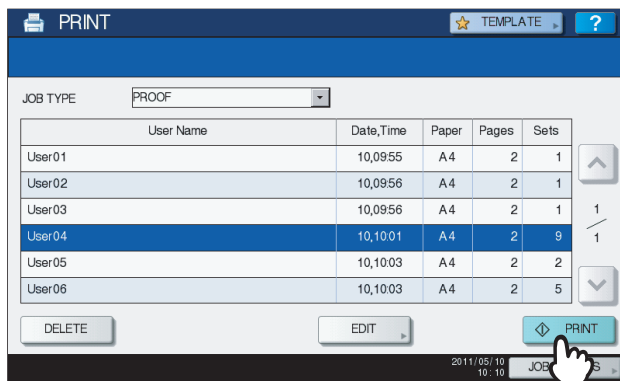 PRINT TEMPLATE ?
JOB TYPE PROOF
User Name Date,Time Paper Pages Sets
User01 10,09:55 A4 2 1
User02 10,09:56 A4 2 1
User03 10,09:56 A4 2 1
1
User04 10,10:01 A4 2 9
1
User05 10,10:03 A4 2 2
User06 10,10:03 A4 2 5
DELETE EDIT PRINT
2011/05/10
10:10
JOB S